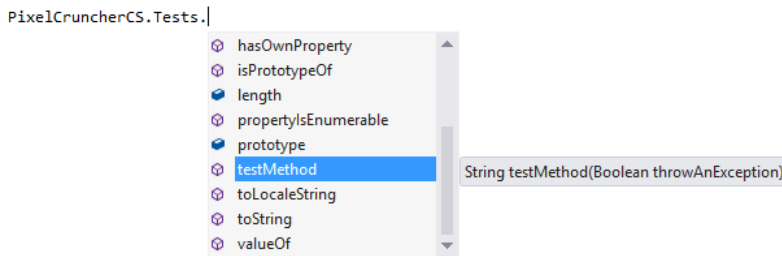 PixelCruncherCS.Tests.
hasOwnProperty
isPrototypeOf
length
propertyIsEnumerable
prototype
testMethod
String testMethod(Boolean throwAnException)
toLocaleString
toString
valueOf